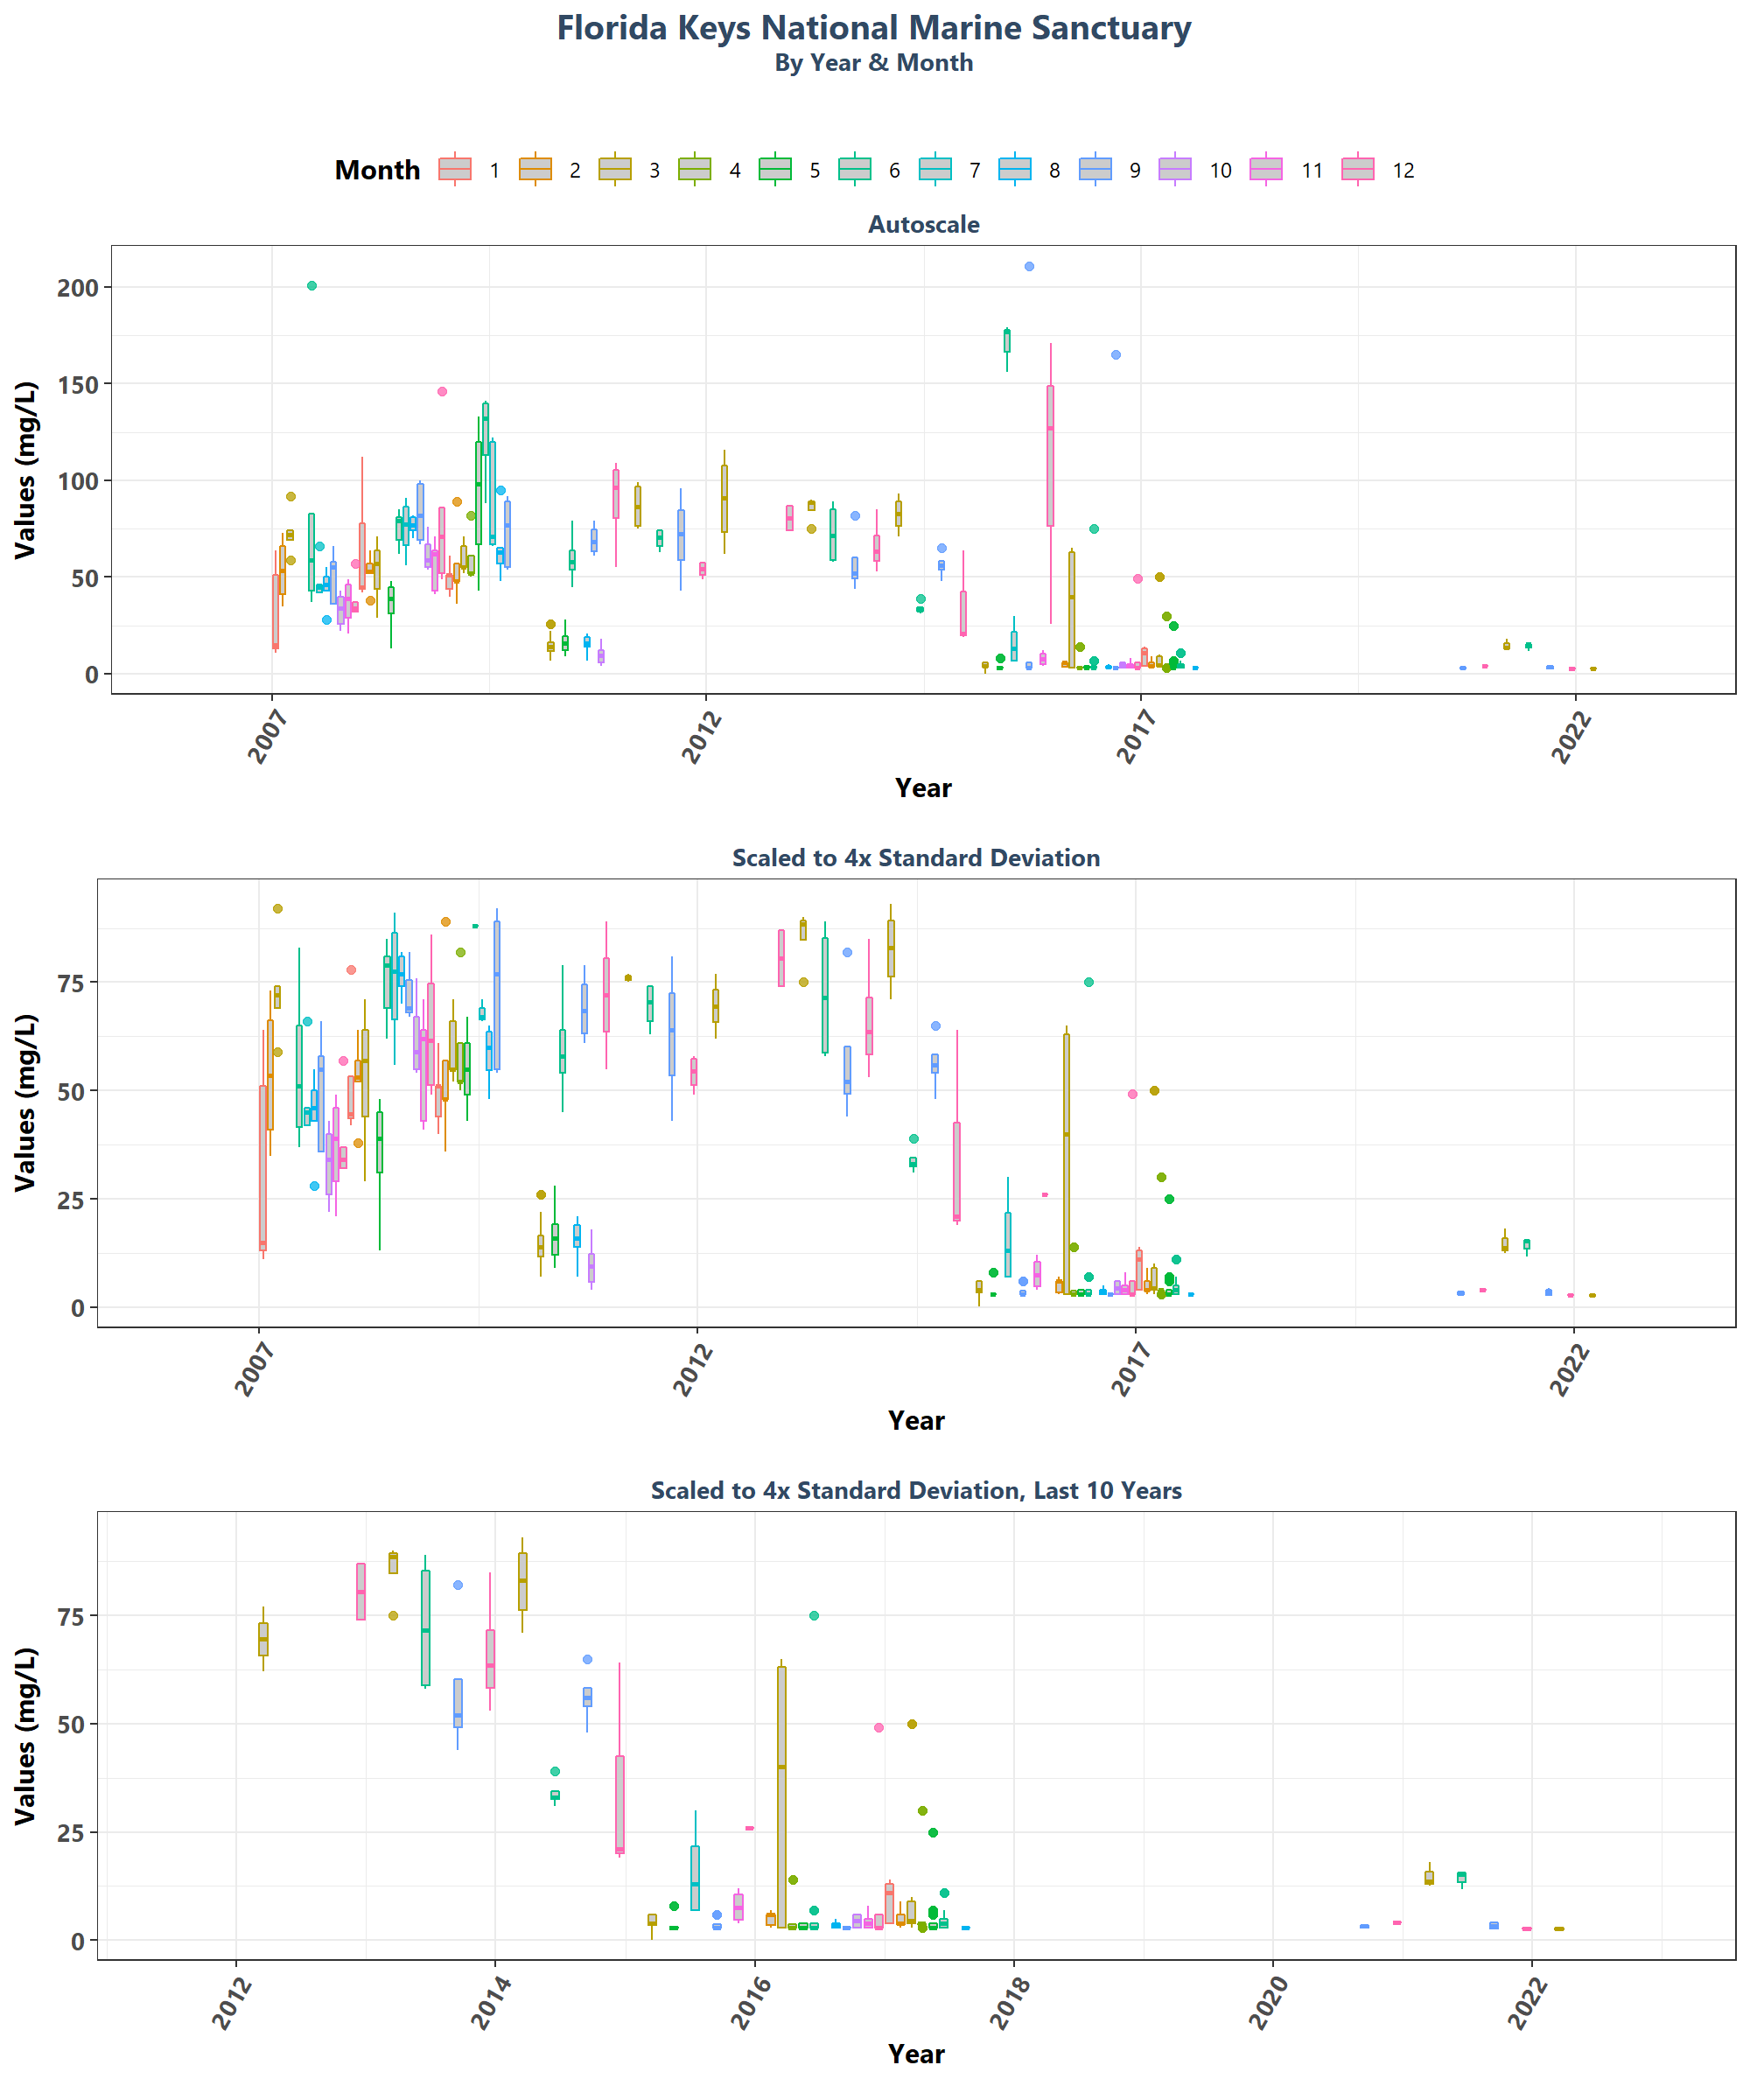 Florida Keys National Marine Sanctuary
By Year & Month
Month 1 2 3 4 5 6 7 8 9 10 11 12
Autoscale
Values (mg/L)
200
150
100
50
0
2007 2012 2017 2022
Year
Scaled to 4x Standard Deviation
Values (mg/L)
75
50
25
0
2007 2012 2017 2022
Year
Scaled to 4x Standard Deviation, Last 10 Years
Values (mg/L)
75
50
25
0
2012 2014 2016 2018 2020 2022
Year